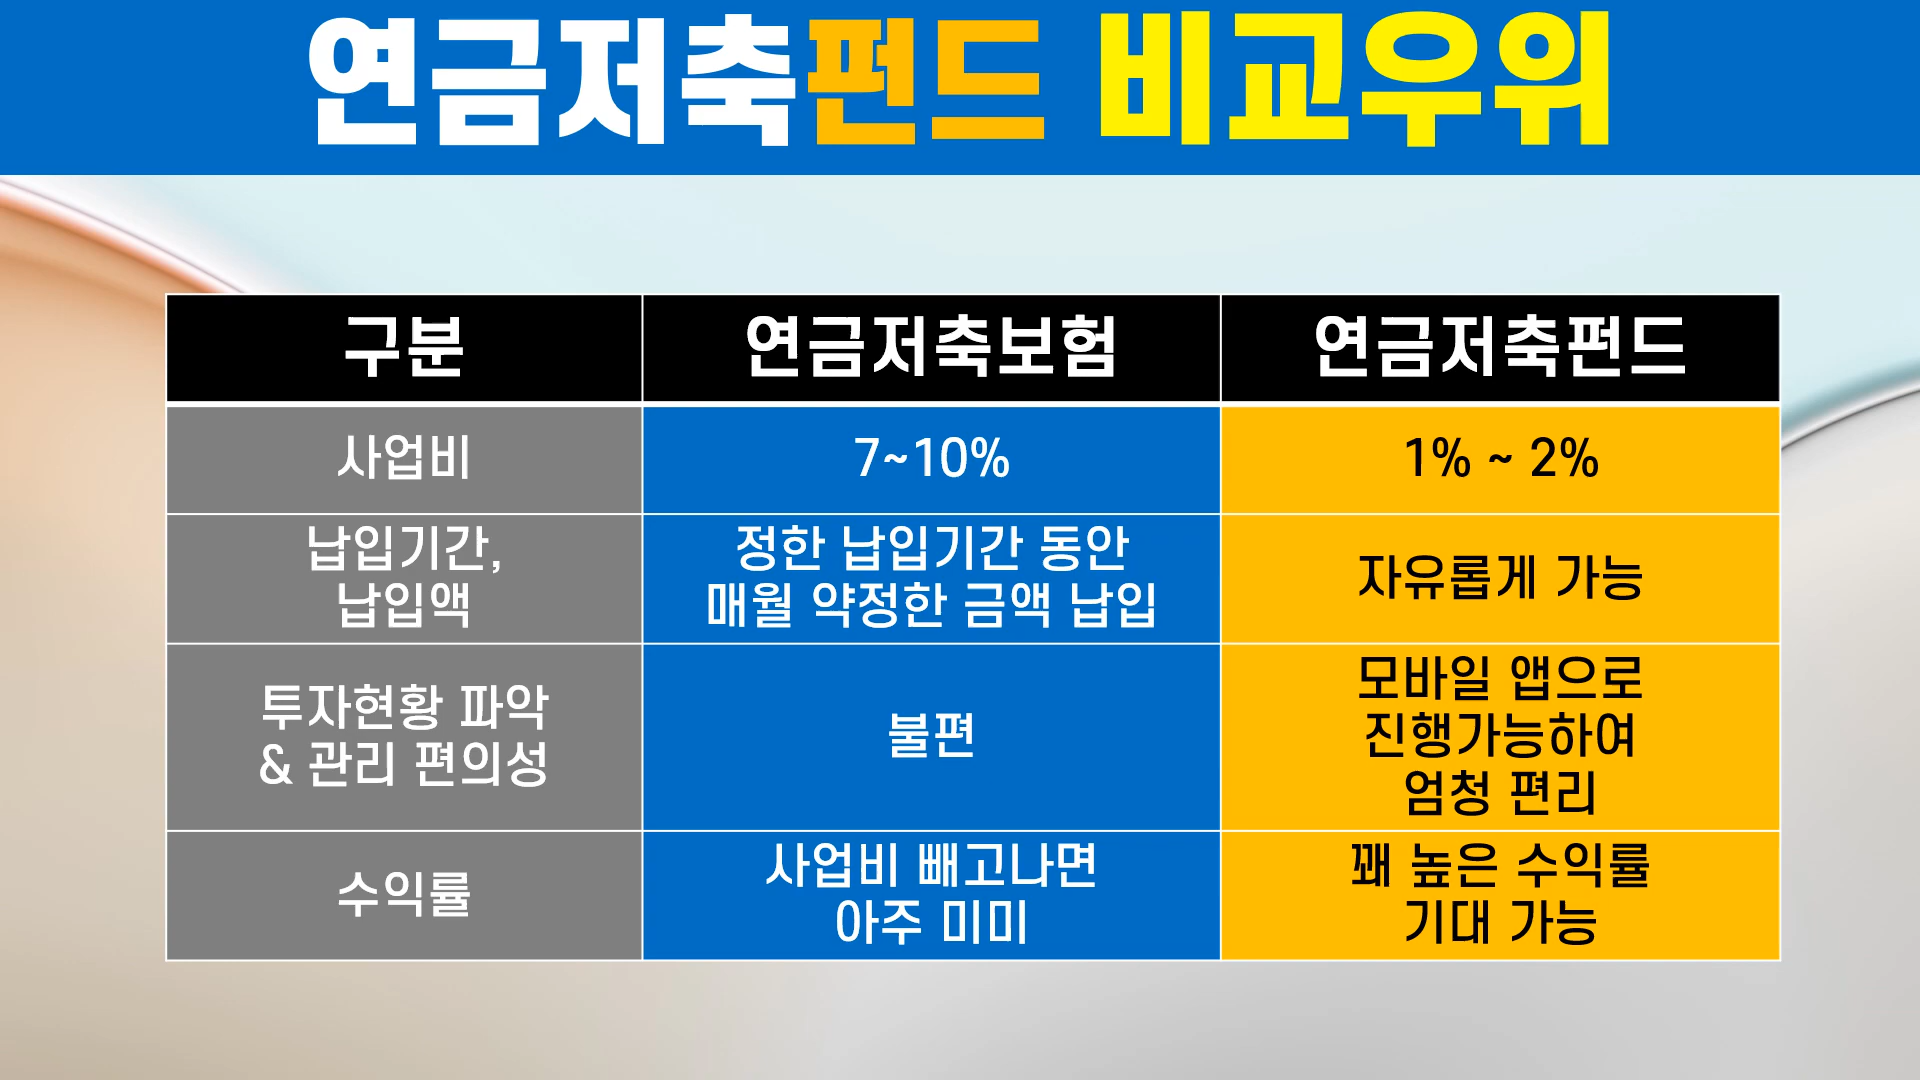 연금저축펀드 비교우위
구분
연금저축보험
연금저축펀드
사업비
7~10%
1% ~ 2%
납입기간,
납입액
정한 납입기간 동안
매월 약정한 금액 납입
자유롭게 가능
투자현황 파악
& 관리 편의성
불편
모바일 앱으로
진행가능하여
엄청 편리
수익률
사업비 빼고나면
아주 미미
꽤 높은 수익률
기대 가능